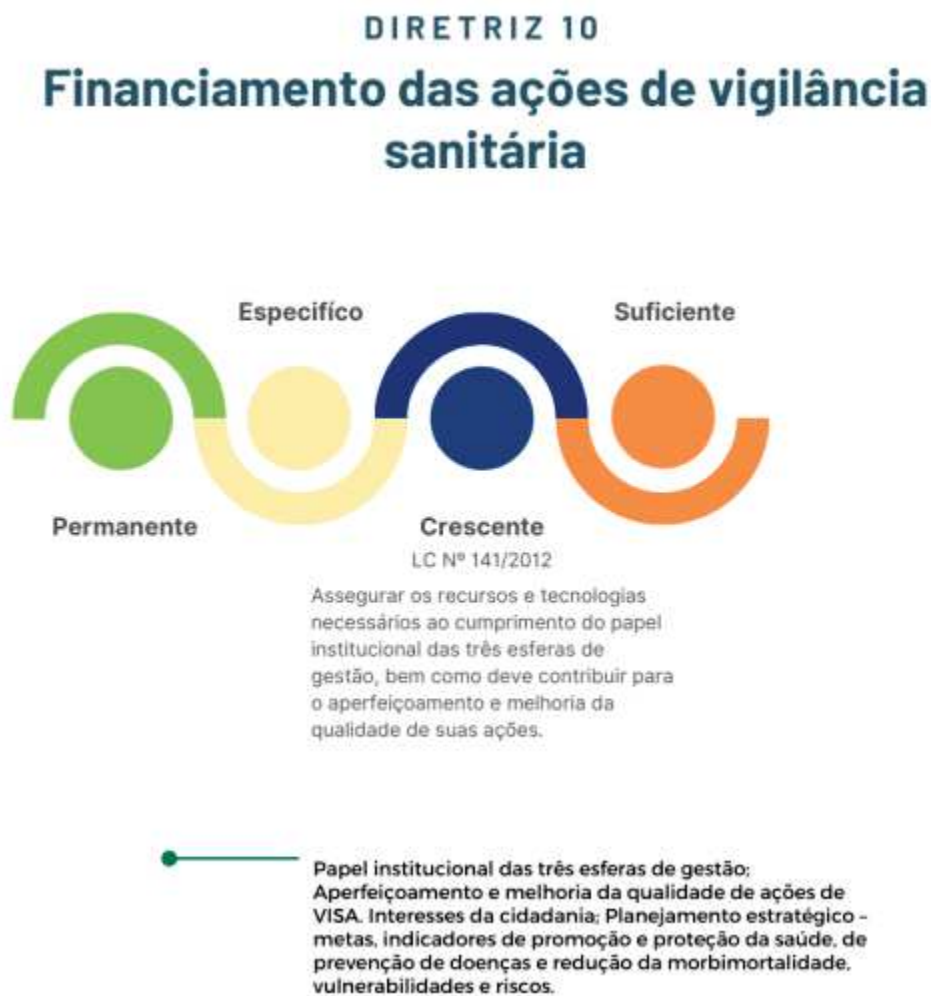 DIRETRIZ 10
Financiamento das ações de vigilância
sanitária
Especifíco
Suficiente
Permanente
Crescente
LC Nº 141/2012
Assegurar os recursos e tecnologias
necessários ao cumprimento do papel
institucional das três esferas de
gestão, bem como deve contribuir para
o aperfeiçoamento e melhoria da
qualidade de suas ações.
Papel institucional das três esferas de gestão;
Aperfeiçoamento e melhoria da qualidade de ações de
VISA. Interesses da cidadania; Planejamento estratégico –
metas, indicadores de promoção e proteção da saúde, de
prevenção de doenças e redução da morbimortalidade,
vulnerabilidades e riscos.